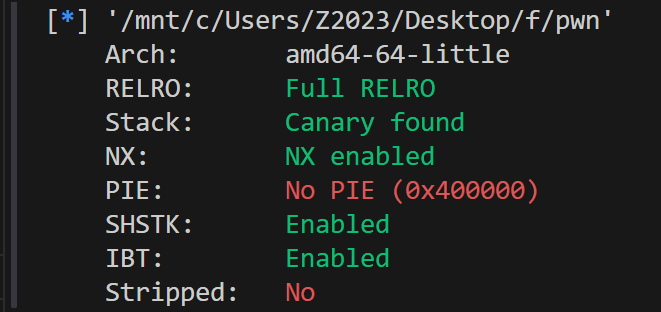 [*] '/mnt/c/Users/Z2023/Desktop/f/pwn'
Arch: amd64-64-little
RELRO: Full RELRO
Stack: Canary found
NX: NX enabled
PIE: No PIE (0x400000)
SHSTK: Enabled
IBT: Enabled
Stripped: No